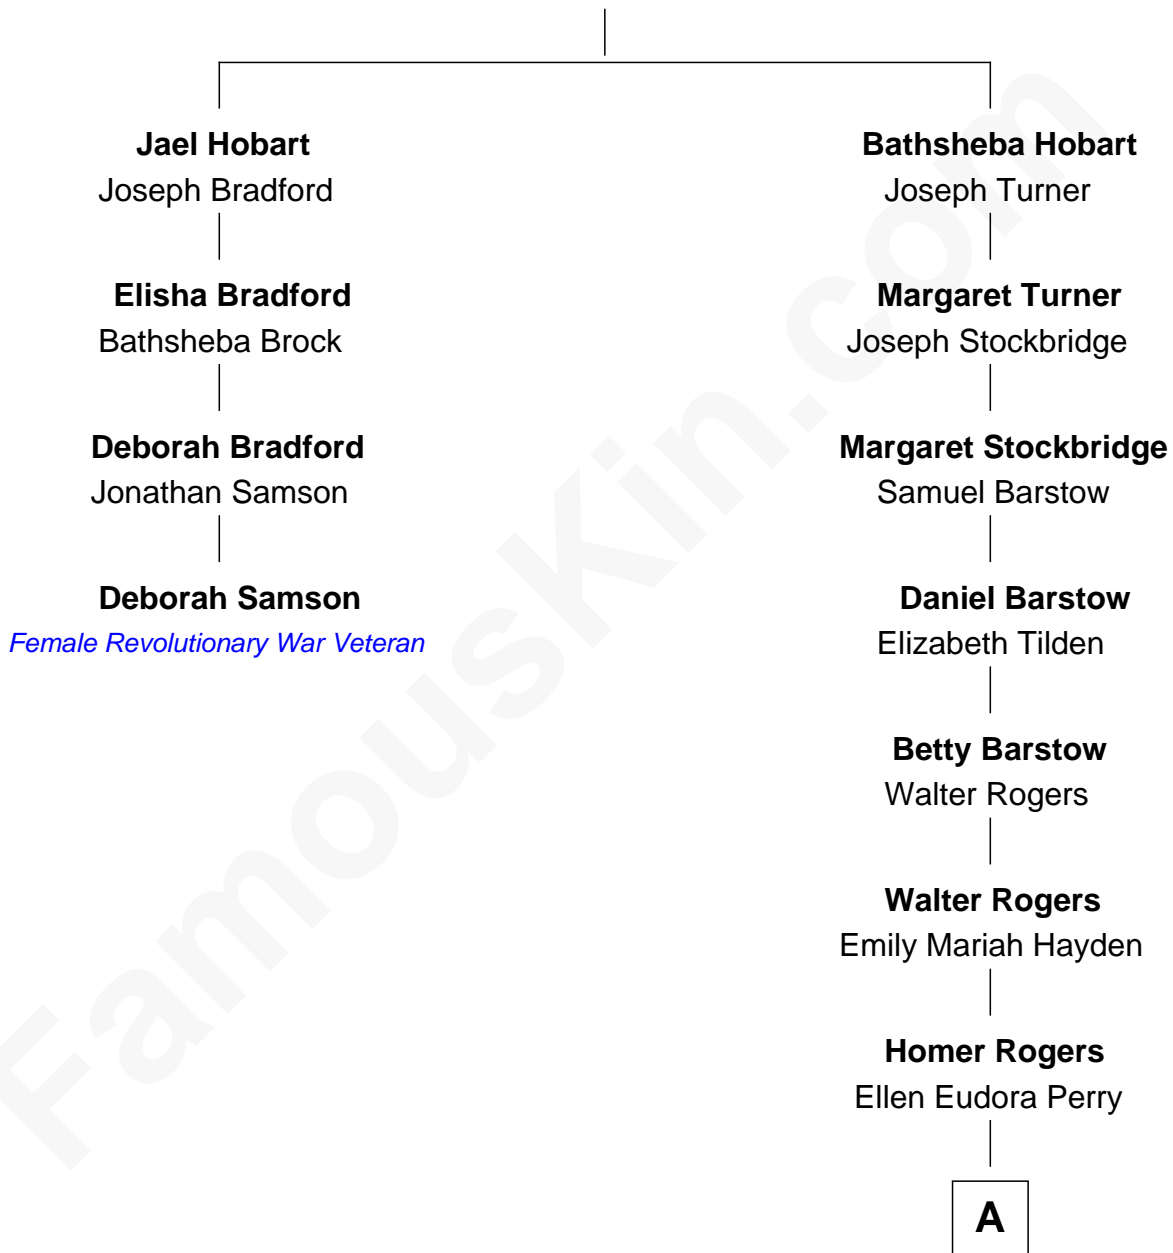 Jael Hobart
Joseph Bradford
Elisha Bradford
Bathsheba Brock
Deborah Bradford
Jonathan Samson
Deborah Samson
Female Revolutionary War Veteran
Bathsheba Hobart
Joseph Turner
Margaret Turner
Joseph Stockbridge
Margaret Stockbridge
Samuel Barstow
Daniel Barstow
Elizabeth Tilden
Betty Barstow
Walter Rogers
Walter Rogers
Emily Mariah Hayden
Homer Rogers
Ellen Eudora Perry
A
FamousKin.com